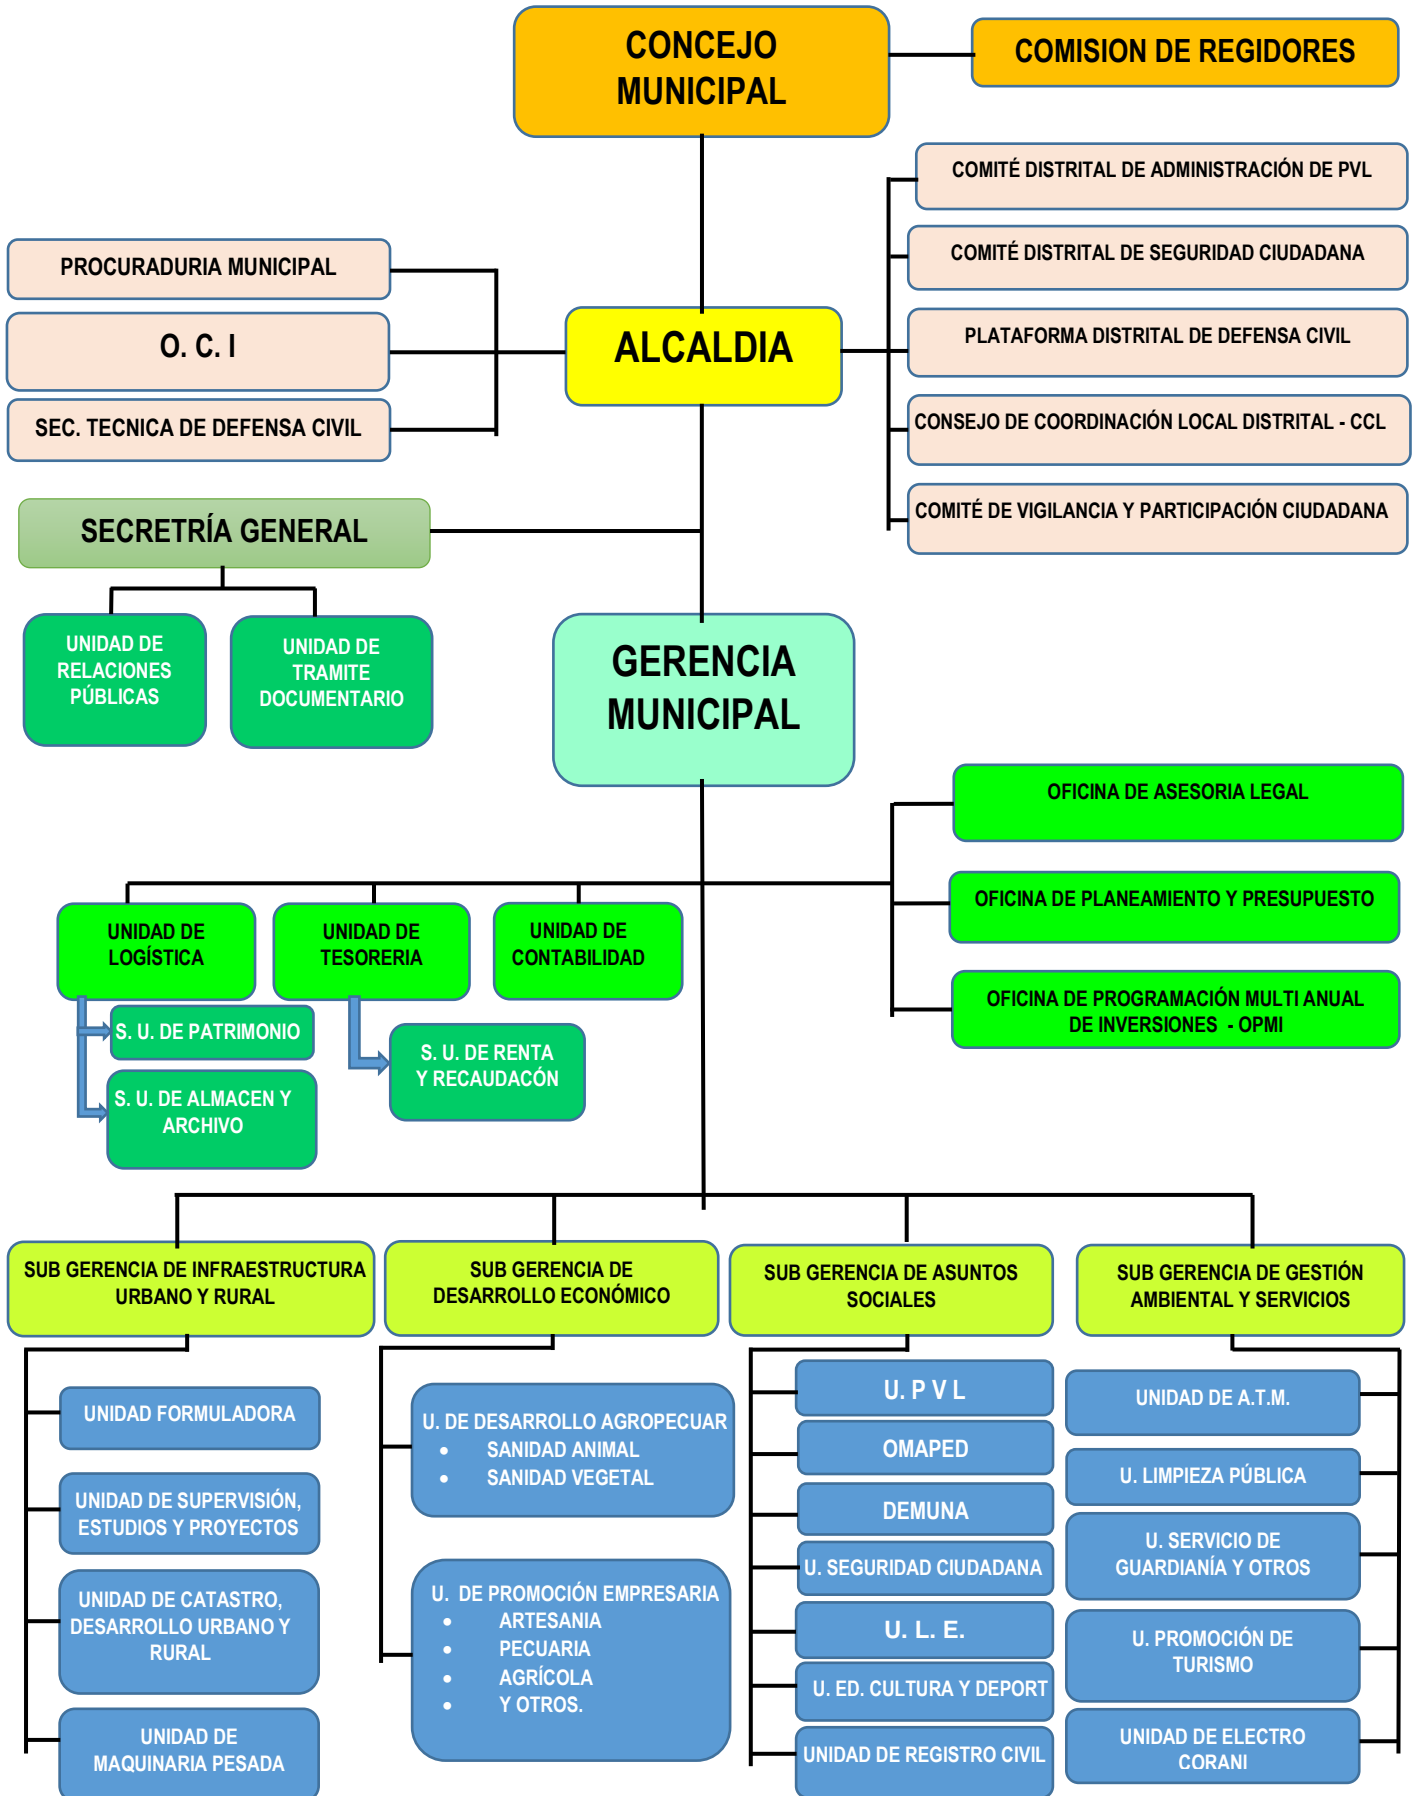 CONCEJO
MUNICIPAL
COMISION DE REGIDORES
COMITÉ DISTRITAL DE ADMINISTRACIÓN DE PVL
COMITÉ DISTRITAL DE SEGURIDAD CIUDADANA
PLATAFORMA DISTRITAL DE DEFENSA CIVIL
CONSEJO DE COORDINACIÓN LOCAL DISTRITAL - CCL
COMITÉ DE VIGILANCIA Y PARTICIPACIÓN CIUDADANA
PROCURADURIA MUNICIPAL
O. C. I
SEC. TECNICA DE DEFENSA CIVIL
ALCALDIA
SECRETRÍA GENERAL
UNIDAD DE
RELACIONES
PÚBLICAS
UNIDAD DE
TRAMITE
DOCUMENTARIO
GERENCIA
MUNICIPAL
OFICINA DE ASESORIA LEGAL
OFICINA DE PLANEAMIENTO Y PRESUPUESTO
OFICINA DE PROGRAMACIÓN MULTI ANUAL
DE INVERSIONES - OPMI
UNIDAD DE
LOGÍSTICA
UNIDAD DE
TESORERIA
UNIDAD DE
CONTABILIDAD
S. U. DE PATRIMONIO
S. U. DE ALMACEN Y
ARCHIVO
S. U. DE RENTA
Y RECAUDACÓN
SUB GERENCIA DE INFRAESTRUCTURA
URBANO Y RURAL
UNIDAD FORMULADORA
UNIDAD DE SUPERVISIÓN,
ESTUDIOS Y PROYECTOS
UNIDAD DE CATASTRO,
DESARROLLO URBANO Y
RURAL
UNIDAD DE
MAQUINARIA PESADA
SUB GERENCIA DE
DESARROLLO ECONÓMICO
U. DE DESARROLLO AGROPECUAR
• SANIDAD ANIMAL
• SANIDAD VEGETAL
U. DE PROMOCIÓN EMPRESARIA
• ARTESANIA
• PECUARIA
• AGRÍCOLA
• Y OTROS.
SUB GERENCIA DE ASUNTOS
SOCIALES
U. P V L
OMAPED
DEMUNA
U. SEGURIDAD CIUDADANA
U. L. E.
U. ED. CULTURA Y DEPORT
UNIDAD DE REGISTRO CIVIL
SUB GERENCIA DE GESTIÓN
AMBIENTAL Y SERVICIOS
UNIDAD DE A.T.M.
U. LIMPIEZA PÚBLICA
U. SERVICIO DE
GUARDIANÍA Y OTROS
U. PROMOCIÓN DE
TURISMO
UNIDAD DE ELECTRO
CORANI